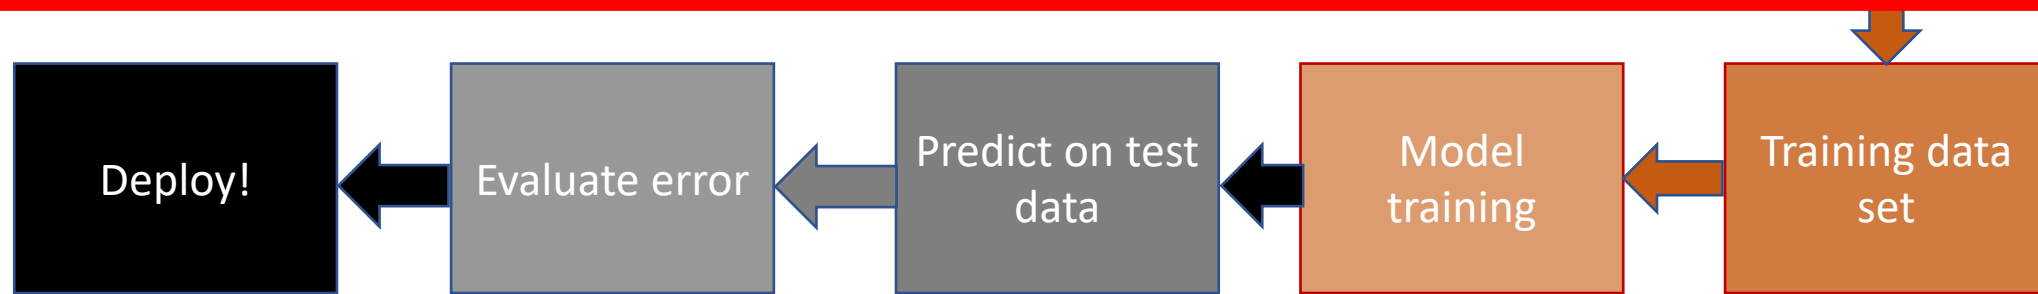 Deploy!
Evaluate error
Predict on test
data
Model
training
Training data
set